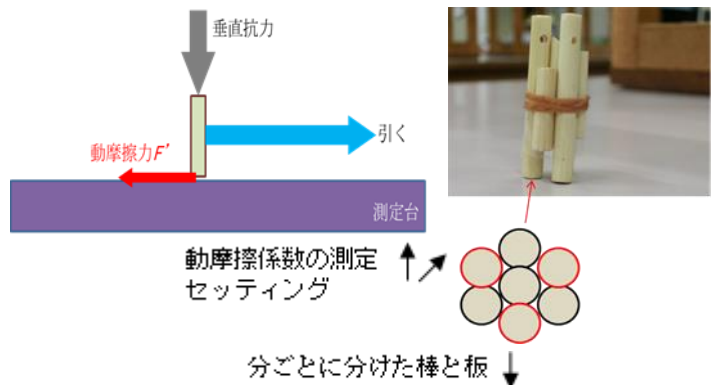 垂直抗力
引く
動摩擦力F'
測定台
動摩擦係数の測定
セッティング
分ごとに分けた棒と板